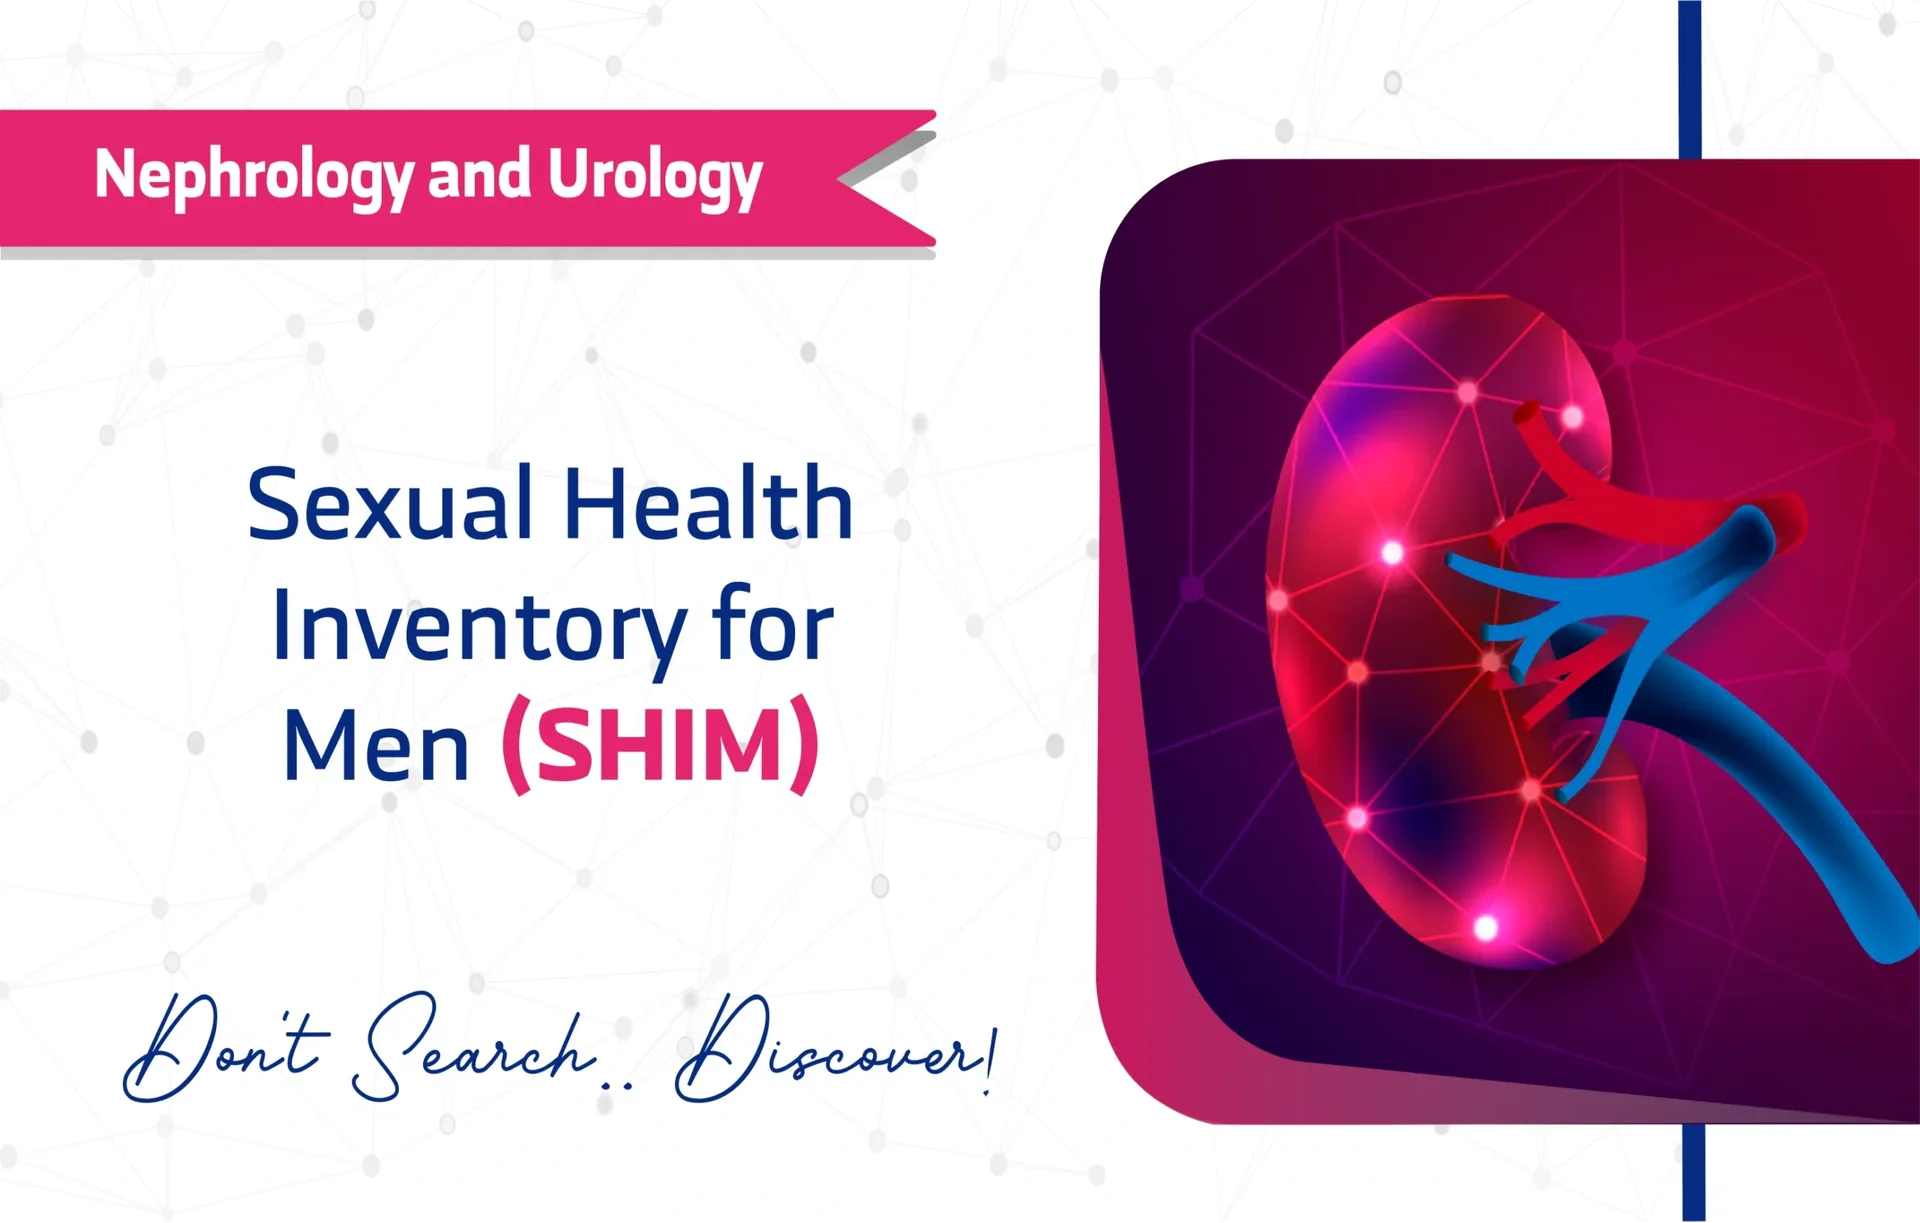 Nephrology and Urology
Sexual Health
Inventory for
Men (SHIM)
Don't Search.. Discover!